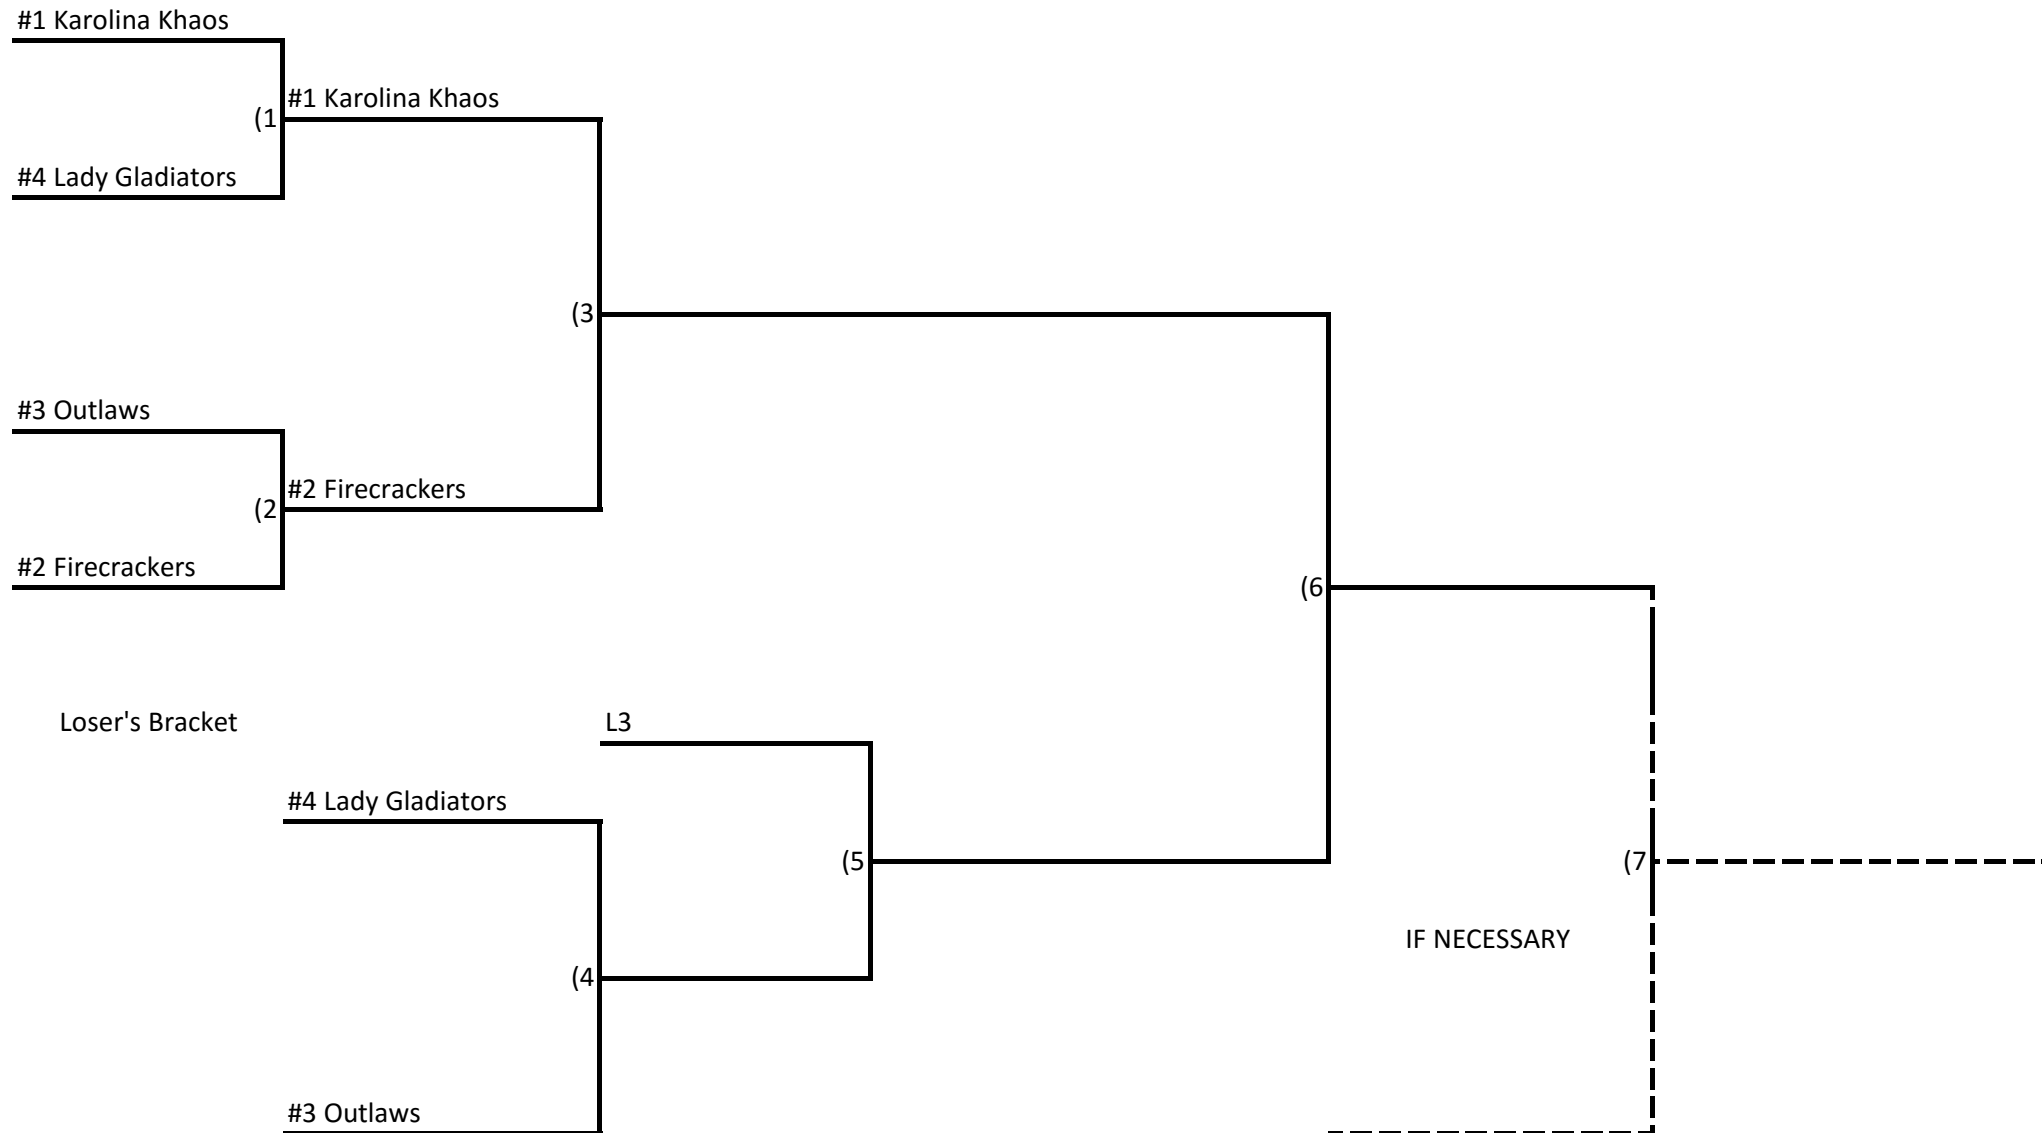 #1 Karolina Khaos
(1
#1 Karolina Khaos
#4 Lady Gladiators
(3
#3 Outlaws
(2
#2 Firecrackers
#2 Firecrackers
(6
Loser's Bracket
L3
#4 Lady Gladiators
(5
(7
IF NECESSARY
(4
#3 Outlaws